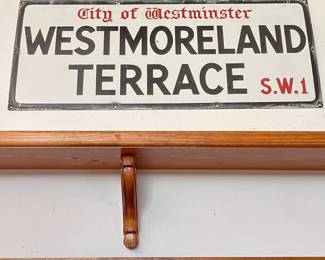 City of Westminster
WESTMORELAND
TERRACE S.W.1